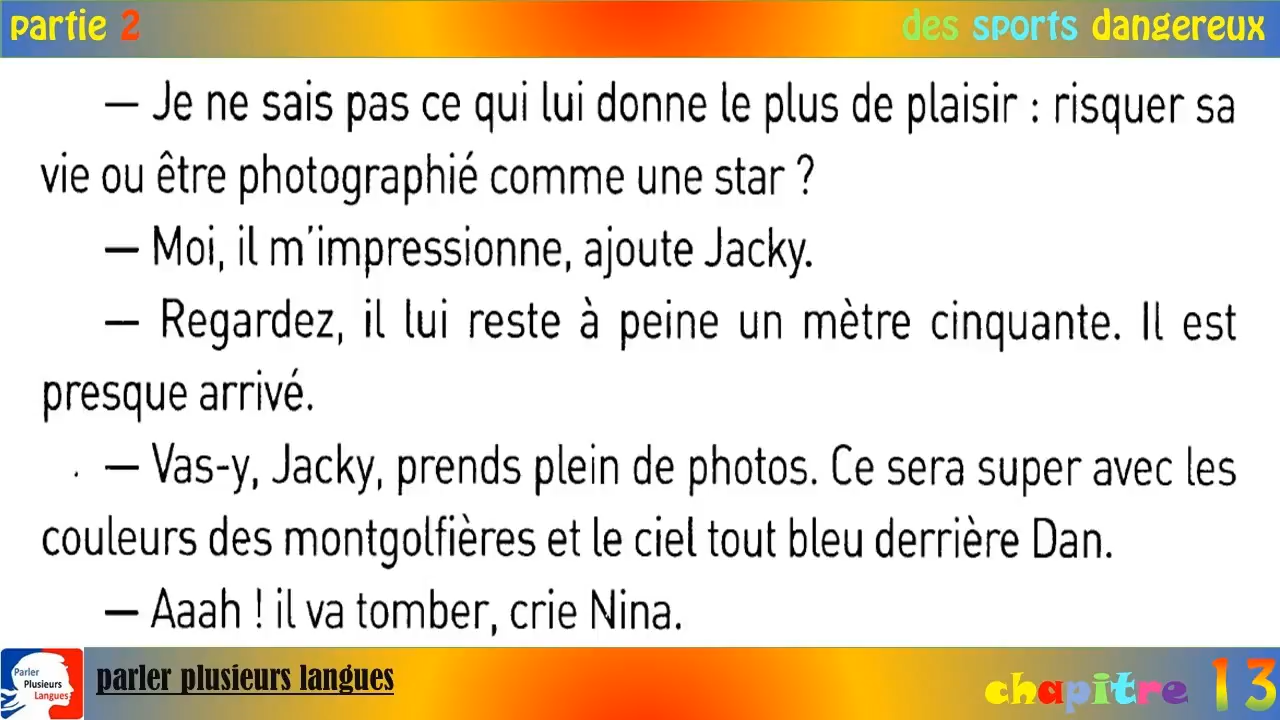 partie 2
des sports dangereux
— Je ne sais pas ce qui lui donne le plus de plaisir : risquer sa
vie ou être photographié comme une star ?
— Moi, il m'impressionne, ajoute Jacky.
— Regardez, il lui reste à peine un mètre cinquante. Il est
presque arrivé.
— Vas-y, Jacky, prends plein de photos. Ce sera super avec les
couleurs des montgolfières et le ciel tout bleu derrière Dan.
— Aaah ! il va tomber, crie Nina.
Parler
Plusieurs
Langues
parler plusieurs langues
chapitre 13